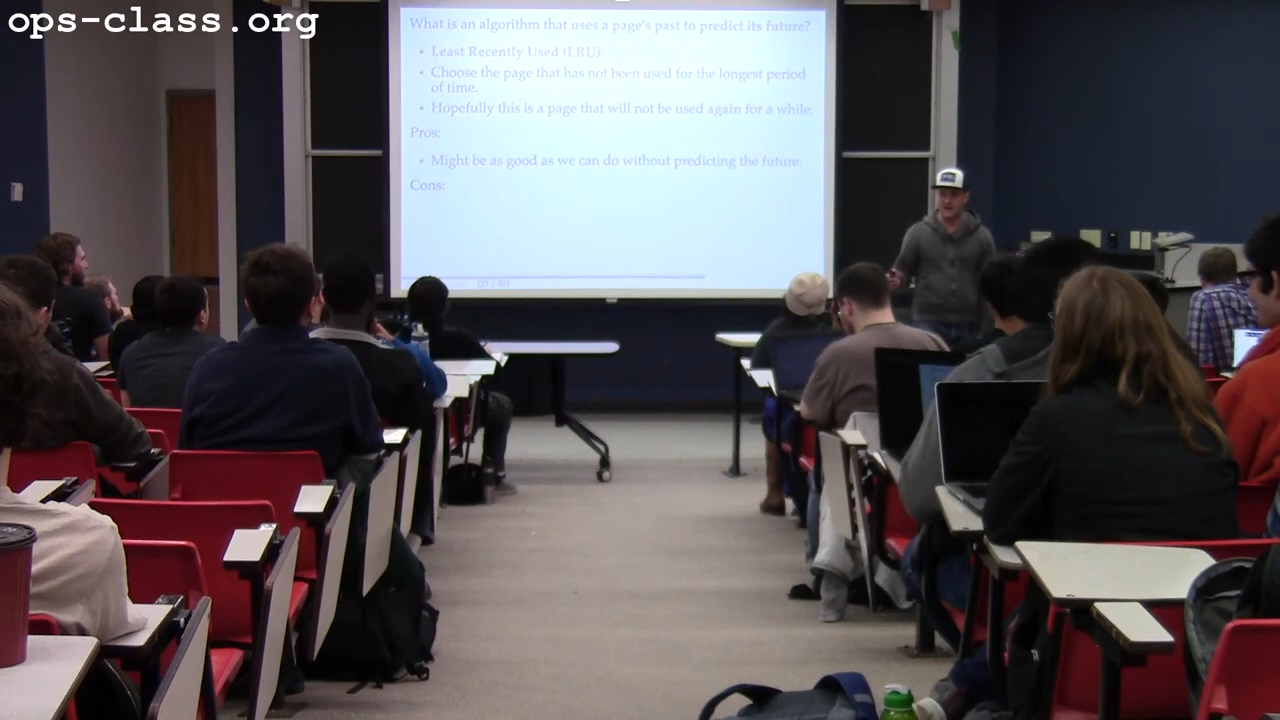 ops-class.org
What is an algorithm that uses a page's past to predict its future?
• Least Recently Used (LRU):
• Choose the page that has not been used for the longest period
of time.
• Hopefully this is a page that will not be used again for a while.
Pros:
• Might be as good as we can do without predicting the future.
Cons: